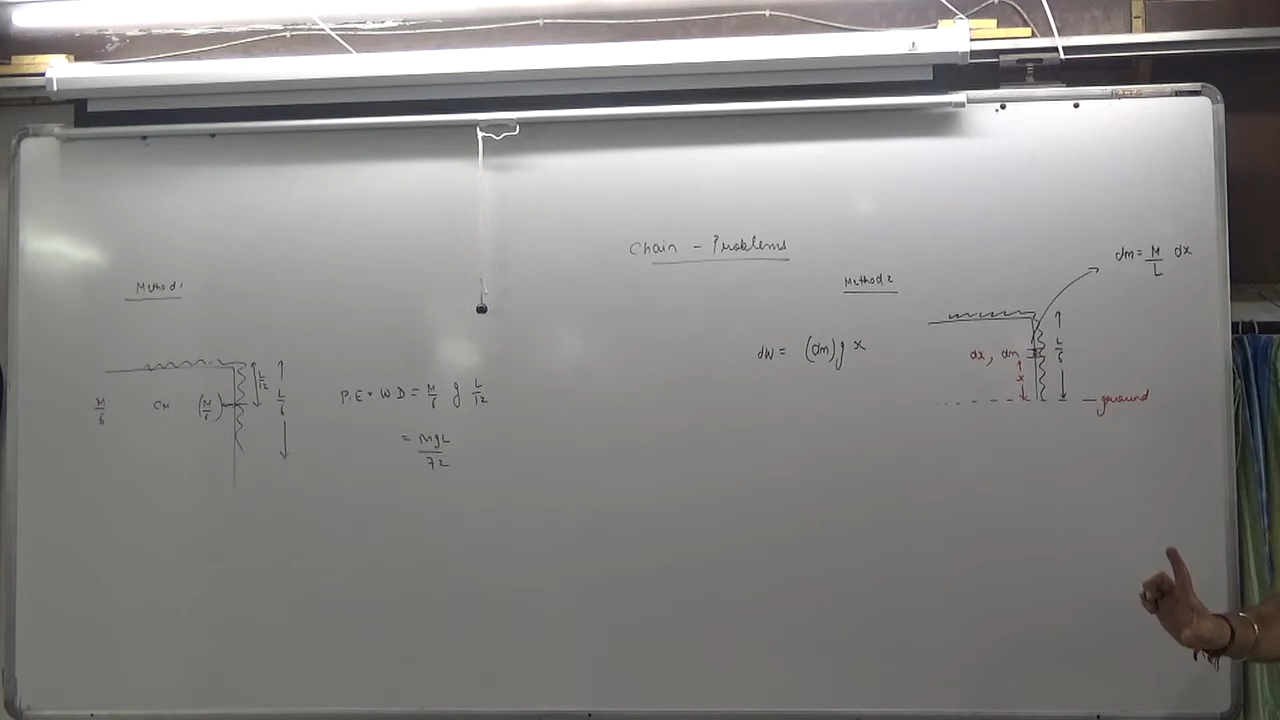 Chain - Problems
Method 1
L/12
L/6
M/6 CM (M/6)
P.E = W D = M/6 g L/12
= MgL/72
Method 2
dm = M/L dx
dW = (dm) g x
dx, dm
L/6
x
ground